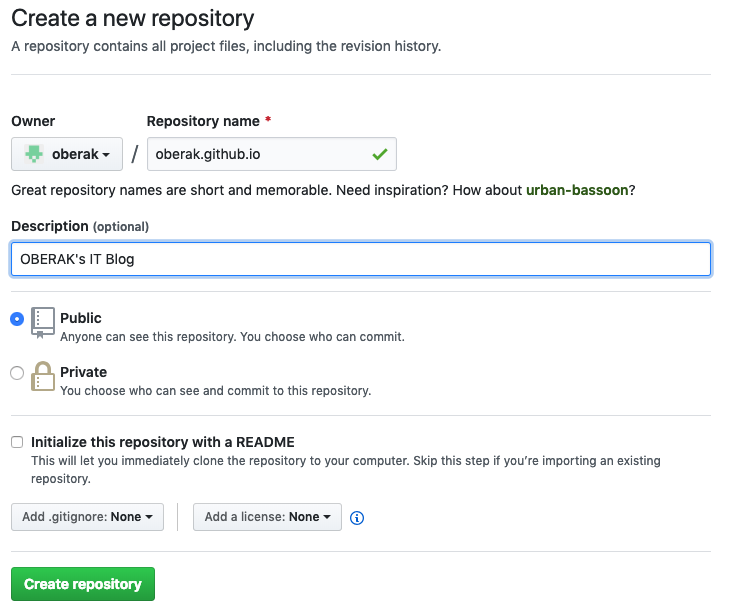 Create a new repository
A repository contains all project files, including the revision history.
Owner
Repository name *
oberak / oberak.github.io
Great repository names are short and memorable. Need inspiration? How about urban-bassoon?
Description (optional)
OBERAK's IT Blog
Public
Anyone can see this repository. You choose who can commit.
Private
You choose who can see and commit to this repository.
Initialize this repository with a README
This will let you immediately clone the repository to your computer. Skip this step if you're importing an existing
repository.
Add .gitignore: None
Add a license: None
Create repository